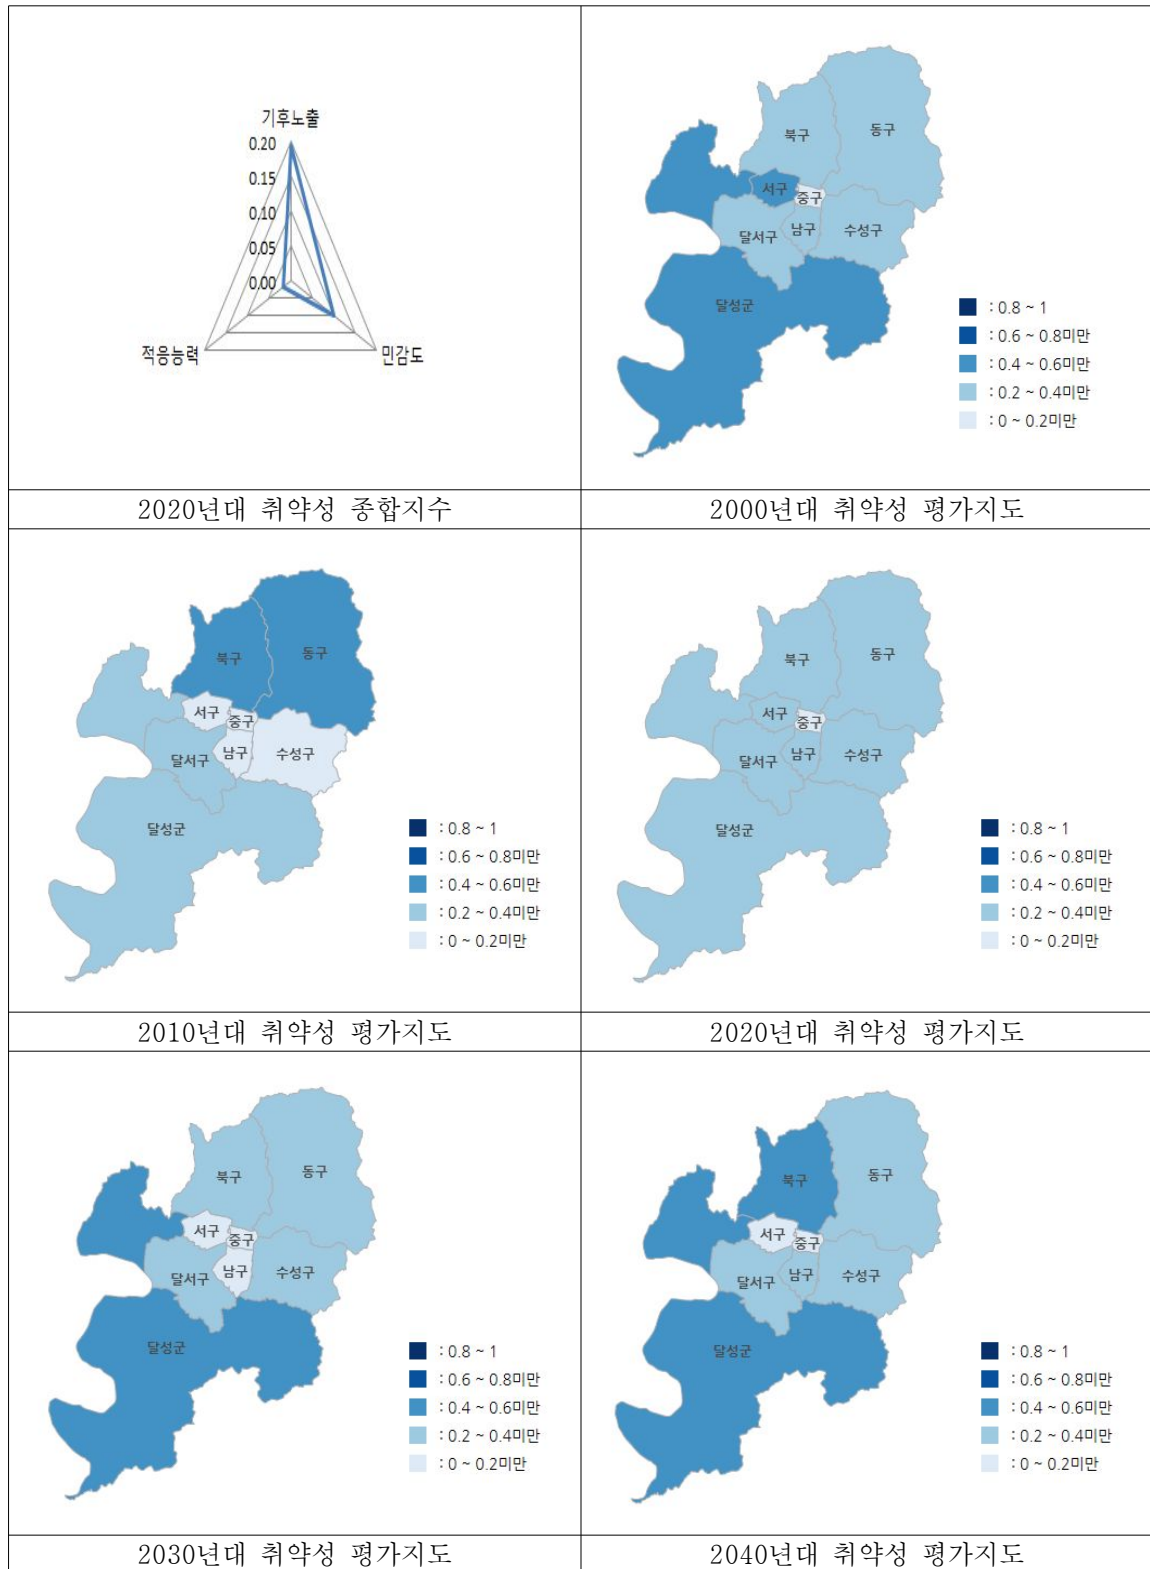 기후노출
0.20
0.15
0.10
0.05
0.00
적응능력
민감도
2020년대 취약성 종합지수
북구
동구
서구
중구
달서구
남구
수성구
달성군
: 0.8 ~ 1
: 0.6 ~ 0.8미만
: 0.4 ~ 0.6미만
: 0.2 ~ 0.4미만
: 0 ~ 0.2미만
2000년대 취약성 평가지도
북구
동구
서구
중구
달서구
남구
수성구
달성군
: 0.8 ~ 1
: 0.6 ~ 0.8미만
: 0.4 ~ 0.6미만
: 0.2 ~ 0.4미만
: 0 ~ 0.2미만
2010년대 취약성 평가지도
북구
동구
서구
중구
달서구
남구
수성구
달성군
: 0.8 ~ 1
: 0.6 ~ 0.8미만
: 0.4 ~ 0.6미만
: 0.2 ~ 0.4미만
: 0 ~ 0.2미만
2020년대 취약성 평가지도
북구
동구
서구
중구
달서구
남구
수성구
달성군
: 0.8 ~ 1
: 0.6 ~ 0.8미만
: 0.4 ~ 0.6미만
: 0.2 ~ 0.4미만
: 0 ~ 0.2미만
2030년대 취약성 평가지도
북구
동구
서구
중구
달서구
남구
수성구
달성군
: 0.8 ~ 1
: 0.6 ~ 0.8미만
: 0.4 ~ 0.6미만
: 0.2 ~ 0.4미만
: 0 ~ 0.2미만
2040년대 취약성 평가지도